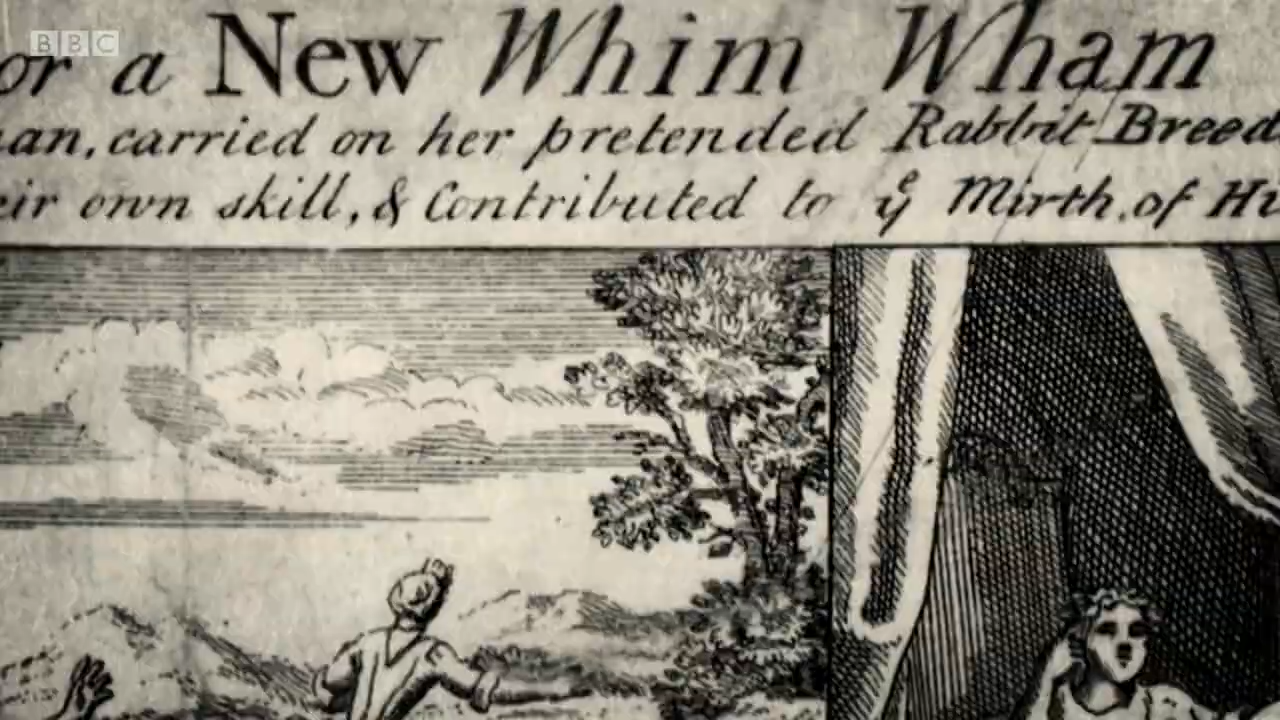 BBC
or a New Whim Wham
an, carried on her pretended Rabbit Breed
eir own skill, & Contributed to yͤ Mirth, of Hi